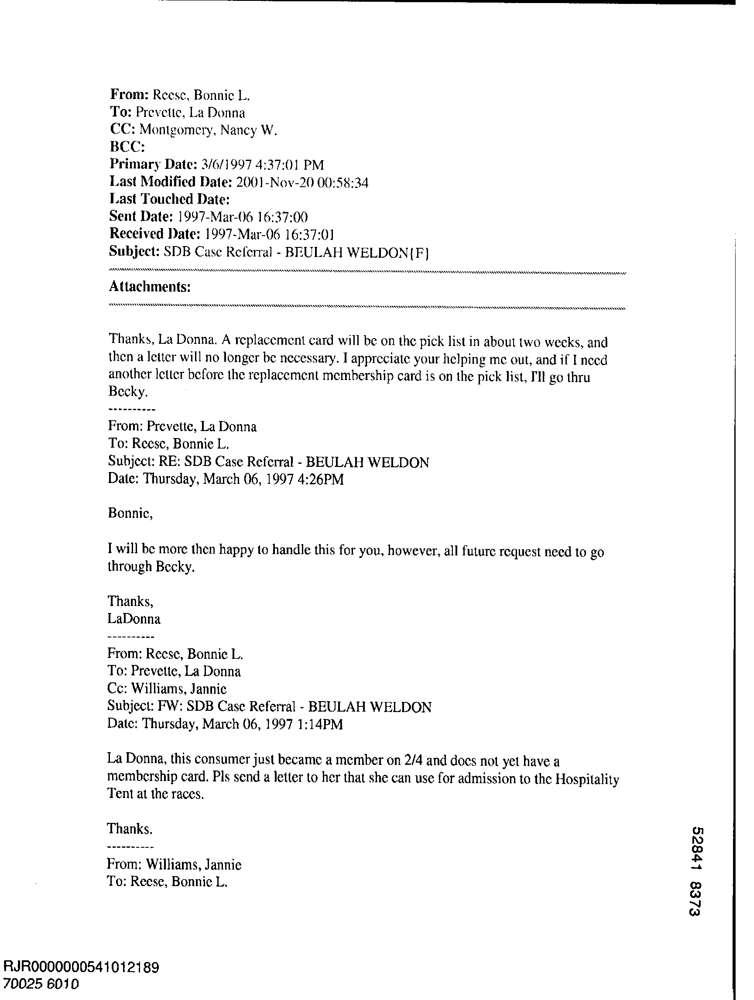 From: Reese, Bonnie L.
To: Prevette, La Donna
CC: Montgomery, Nancy W.
BCC:
Primary Date: 3/6/1997 4:37:01 PM
Last Modified Date: 2001-Nov-20 00:58:34
Last Touched Date:
Sent Date: 1997-Mar-06 16:37:00
Received Date: 1997-Mar-06 16:37:01
Subject: SDB Case Referral - BEULAH WELDON{F}
Attachments:
Thanks, La Donna. A replacement card will be on the pick list in about two weeks, and
then a letter will no longer be necessary. I appreciate your helping me out, and if I need
another letter before the replacement membership card is on the pick list, I'll go thru
Becky.
----------
From: Prevette, La Donna
To: Reese, Bonnie L.
Subject: RE: SDB Case Referral - BEULAH WELDON
Date: Thursday, March 06, 1997 4:26PM
Bonnie,
I will be more then happy to handle this for you, however, all future request need to go
through Becky.
Thanks,
LaDonna
----------
From: Reese, Bonnie L.
To: Prevette, La Donna
Cc: Williams, Jannie
Subject: FW: SDB Case Referral - BEULAH WELDON
Date: Thursday, March 06, 1997 1:14PM
La Donna, this consumer just became a member on 2/4 and does not yet have a
membership card. Pls send a letter to her that she can use for admission to the Hospitality
Tent at the races.
Thanks.
----------
From: Williams, Jannie
To: Reese, Bonnie L.
52841 8373
RJR0000000541012189
70025 6010